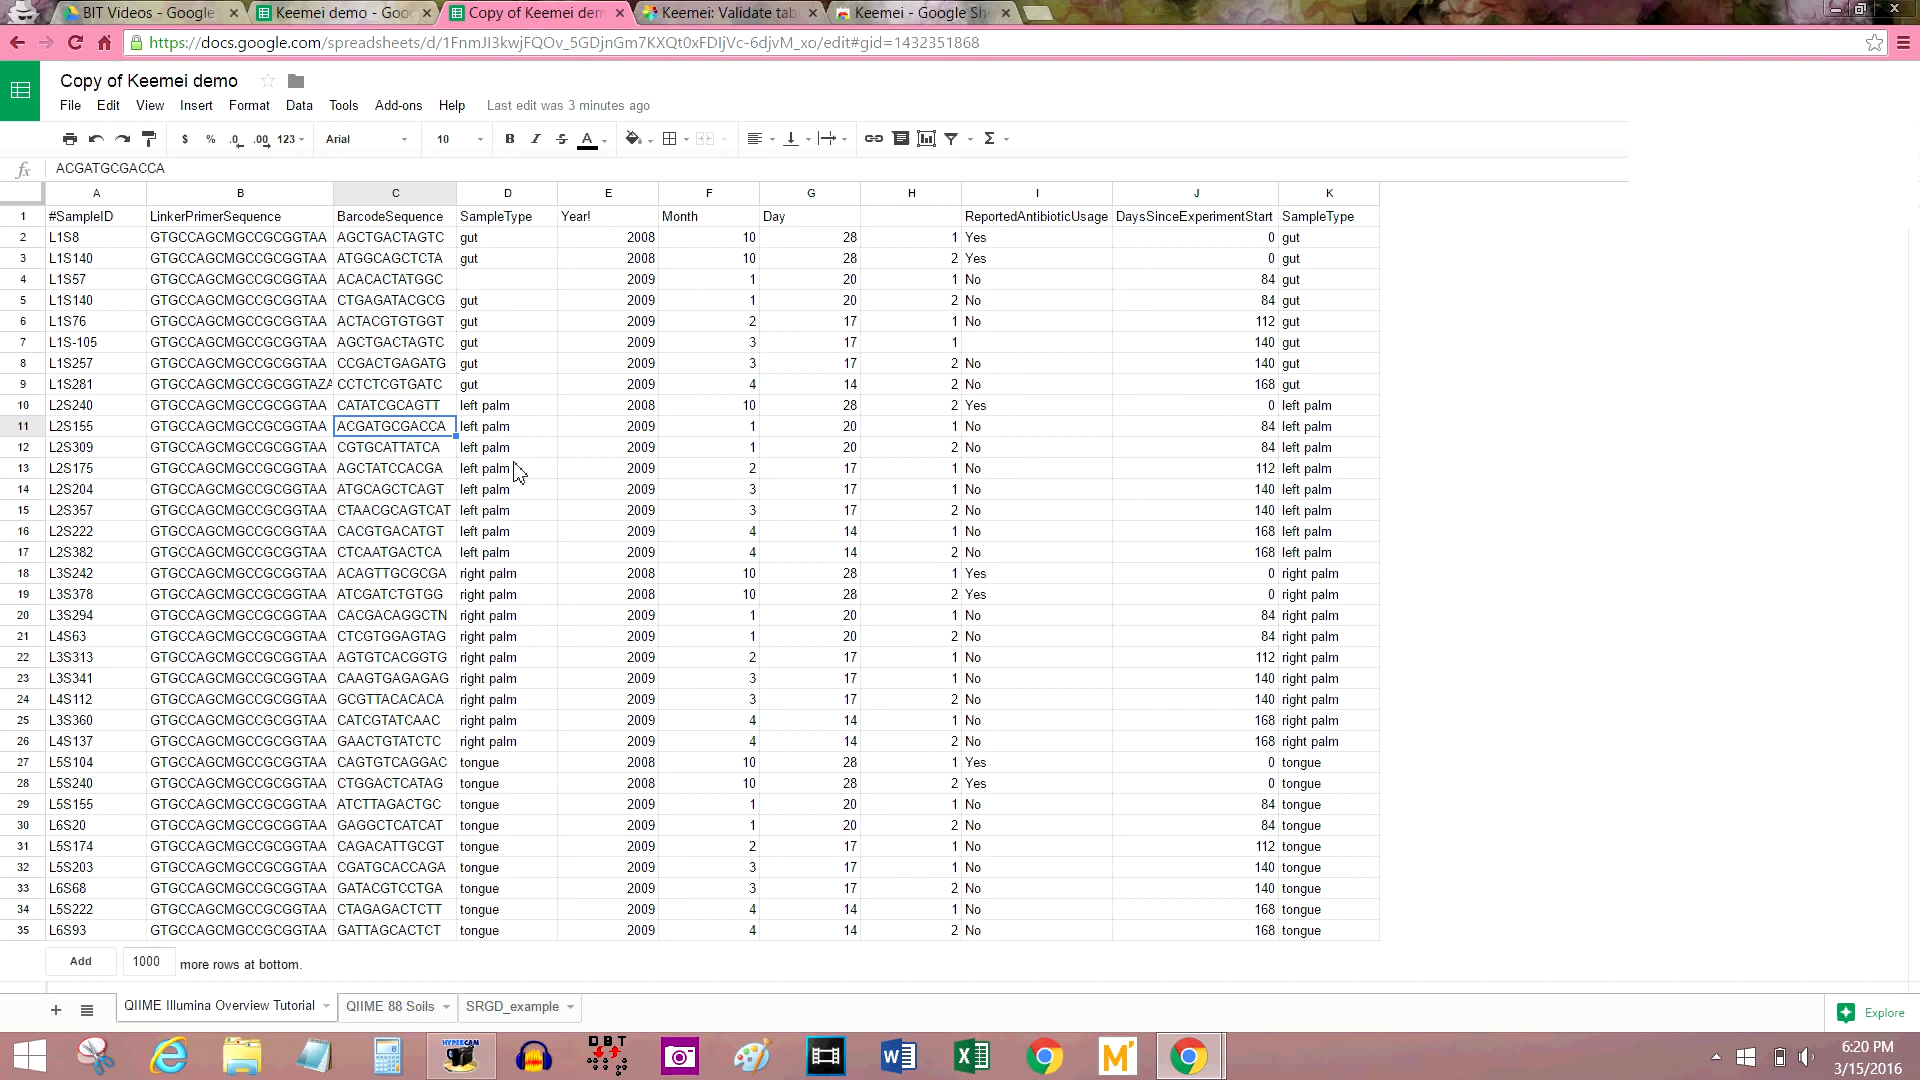 BIT Videos - Google Keemei demo - Goog Copy of Keemei dem Keemei: Validate tab Keemei - Google She
https://docs.google.com/spreadsheets/d/1FnmJI3kwjFQOv_5GDjnGm7KXQt0xFDIjVc-6djvM_xo/edit#gid=1432351868
Copy of Keemei demo
File Edit View Insert Format Data Tools Add-ons Help Last edit was 3 minutes ago
$ % .0 .00 123 Arial 10 B I S A Σ
fx ACGATGCGACCA
A B C D E F G H I J K
1 #SampleID LinkerPrimerSequence BarcodeSequence SampleType Year! Month Day ReportedAntibioticUsage DaysSinceExperimentStart SampleType
2 L1S8 GTGCCAGCMGCCGCGGTAA AGCTGACTAGTC gut 2008 10 28 1 Yes 0 gut
3 L1S140 GTGCCAGCMGCCGCGGTAA ATGGCAGCTCTA gut 2008 10 28 2 Yes 0 gut
4 L1S57 GTGCCAGCMGCCGCGGTAA ACACACTATGGC 2009 1 20 1 No 84 gut
5 L1S140 GTGCCAGCMGCCGCGGTAA CTGAGATACGCG gut 2009 1 20 2 No 84 gut
6 L1S76 GTGCCAGCMGCCGCGGTAA ACTACGTGTGGT gut 2009 2 17 1 No 112 gut
7 L1S-105 GTGCCAGCMGCCGCGGTAA AGCTGACTAGTC gut 2009 3 17 1 140 gut
8 L1S257 GTGCCAGCMGCCGCGGTAA CCGACTGAGATG gut 2009 3 17 2 No 140 gut
9 L1S281 GTGCCAGCMGCCGCGGTAZA CCTCTCGTGATC gut 2009 4 14 2 No 168 gut
10 L2S240 GTGCCAGCMGCCGCGGTAA CATATCGCAGTT left palm 2008 10 28 2 Yes 0 left palm
11 L2S155 GTGCCAGCMGCCGCGGTAA ACGATGCGACCA left palm 2009 1 20 1 No 84 left palm
12 L2S309 GTGCCAGCMGCCGCGGTAA CGTGCATTATCA left palm 2009 1 20 2 No 84 left palm
13 L2S175 GTGCCAGCMGCCGCGGTAA AGCTATCCACGA left palm 2009 2 17 1 No 112 left palm
14 L2S204 GTGCCAGCMGCCGCGGTAA ATGCAGCTCAGT left palm 2009 3 17 1 No 140 left palm
15 L2S357 GTGCCAGCMGCCGCGGTAA CTAACGCAGTCAT left palm 2009 3 17 2 No 140 left palm
16 L2S222 GTGCCAGCMGCCGCGGTAA CACGTGACATGT left palm 2009 4 14 1 No 168 left palm
17 L2S382 GTGCCAGCMGCCGCGGTAA CTCAATGACTCA left palm 2009 4 14 2 No 168 left palm
18 L3S242 GTGCCAGCMGCCGCGGTAA ACAGTTGCGCGA right palm 2008 10 28 1 Yes 0 right palm
19 L3S378 GTGCCAGCMGCCGCGGTAA ATCGATCTGTGG right palm 2008 10 28 2 Yes 0 right palm
20 L3S294 GTGCCAGCMGCCGCGGTAA CACGACAGGCTN right palm 2009 1 20 1 No 84 right palm
21 L4S63 GTGCCAGCMGCCGCGGTAA CTCGTGGAGTAG right palm 2009 1 20 2 No 84 right palm
22 L3S313 GTGCCAGCMGCCGCGGTAA AGTGTCACGGTG right palm 2009 2 17 1 No 112 right palm
23 L3S341 GTGCCAGCMGCCGCGGTAA CAAGTGAGAGAG right palm 2009 3 17 1 No 140 right palm
24 L4S112 GTGCCAGCMGCCGCGGTAA GCGTTACACACA right palm 2009 3 17 2 No 140 right palm
25 L3S360 GTGCCAGCMGCCGCGGTAA CATCGTATCAAC right palm 2009 4 14 1 No 168 right palm
26 L4S137 GTGCCAGCMGCCGCGGTAA GAACTGTATCTC right palm 2009 4 14 2 No 168 right palm
27 L5S104 GTGCCAGCMGCCGCGGTAA CAGTGTCAGGAC tongue 2008 10 28 1 Yes 0 tongue
28 L5S240 GTGCCAGCMGCCGCGGTAA CTGGACTCATAG tongue 2008 10 28 2 Yes 0 tongue
29 L5S155 GTGCCAGCMGCCGCGGTAA ATCTTAGACTGC tongue 2009 1 20 1 No 84 tongue
30 L6S20 GTGCCAGCMGCCGCGGTAA GAGGCTCATCAT tongue 2009 1 20 2 No 84 tongue
31 L5S174 GTGCCAGCMGCCGCGGTAA CAGACATTGCGT tongue 2009 2 17 1 No 112 tongue
32 L5S203 GTGCCAGCMGCCGCGGTAA CGATGCACCAGA tongue 2009 3 17 1 No 140 tongue
33 L6S68 GTGCCAGCMGCCGCGGTAA GATACGTCCTGA tongue 2009 3 17 2 No 140 tongue
34 L5S222 GTGCCAGCMGCCGCGGTAA CTAGAGACTCTT tongue 2009 4 14 1 No 168 tongue
35 L6S93 GTGCCAGCMGCCGCGGTAA GATTAGCACTCT tongue 2009 4 14 2 No 168 tongue
Add 1000 more rows at bottom.
QIIME Illumina Overview Tutorial QIIME 88 Soils SRGD_example Explore
HYPERCAM DBT
6:20 PM
3/15/2016